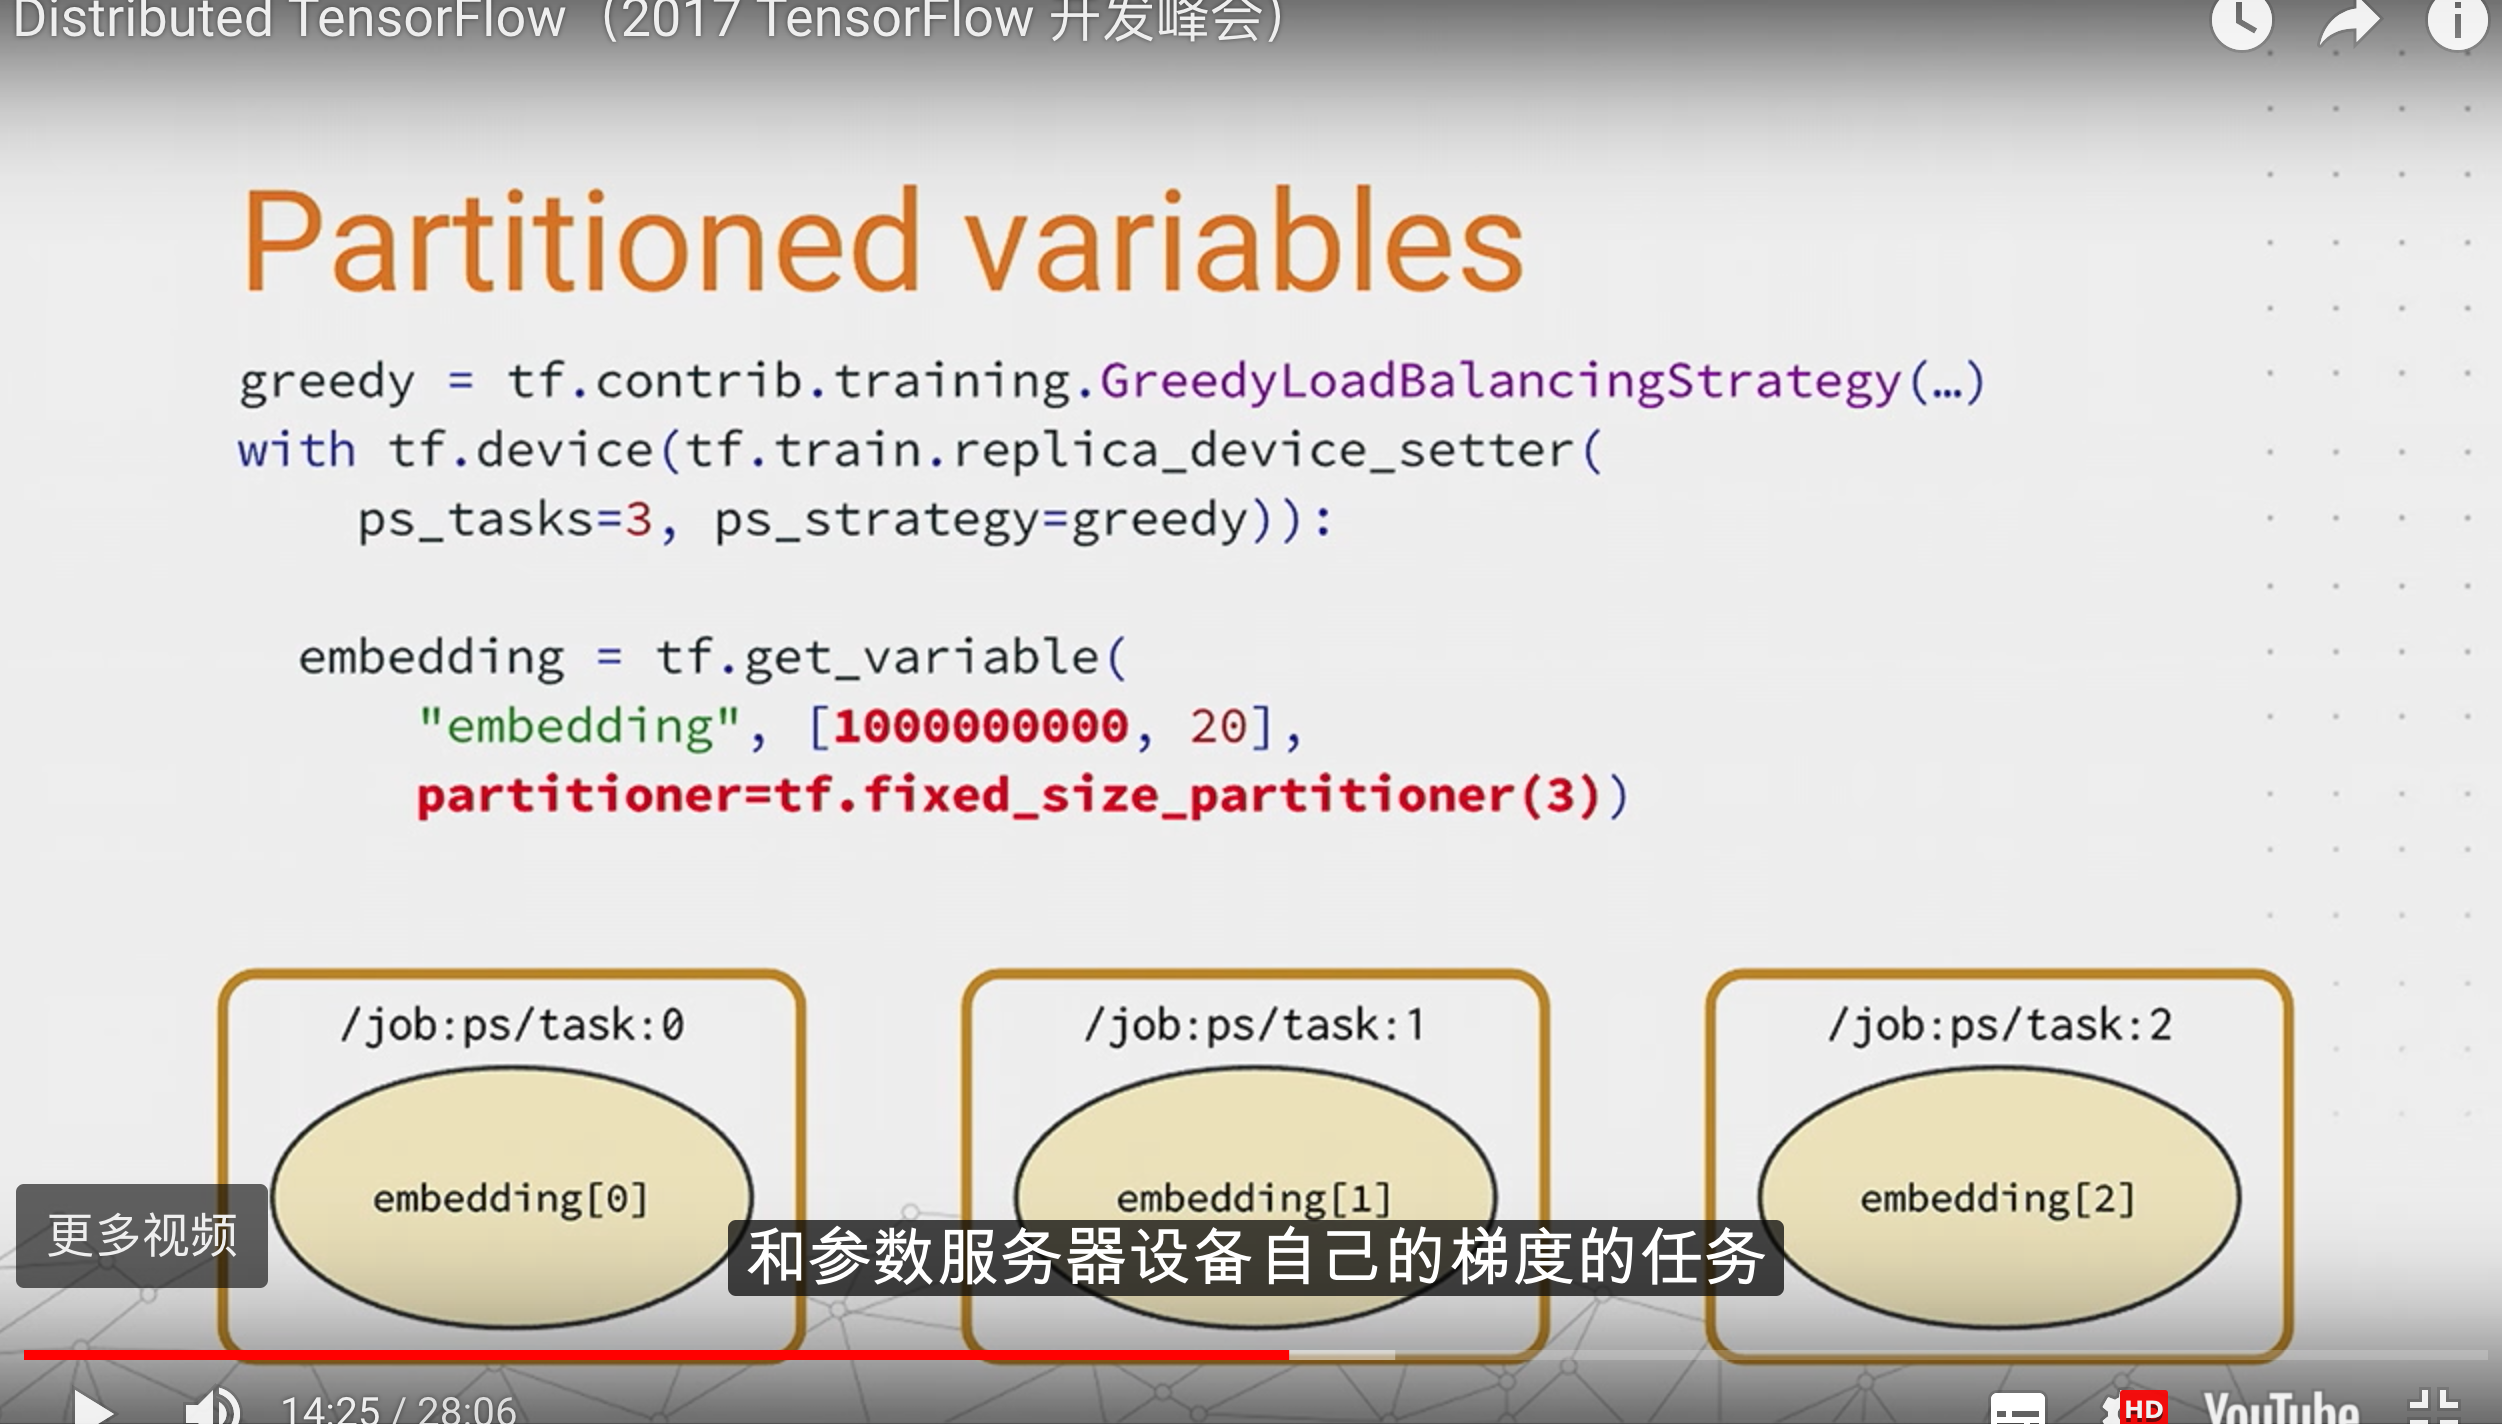 Distributed TensorFlow（2017 TensorFlow 开发峰会）
Partitioned variables
greedy = tf.contrib.training.GreedyLoadBalancingStrategy(…)
with tf.device(tf.train.replica_device_setter(
ps_tasks=3, ps_strategy=greedy)):
embedding = tf.get_variable(
"embedding", [1000000000, 20],
partitioner=tf.fixed_size_partitioner(3))
/job:ps/task:0
/job:ps/task:1
/job:ps/task:2
embedding[0]
embedding[1]
embedding[2]
更多视频
和参数服务器设备自己的梯度的任务
14:25 / 28:06
HD
YouTube